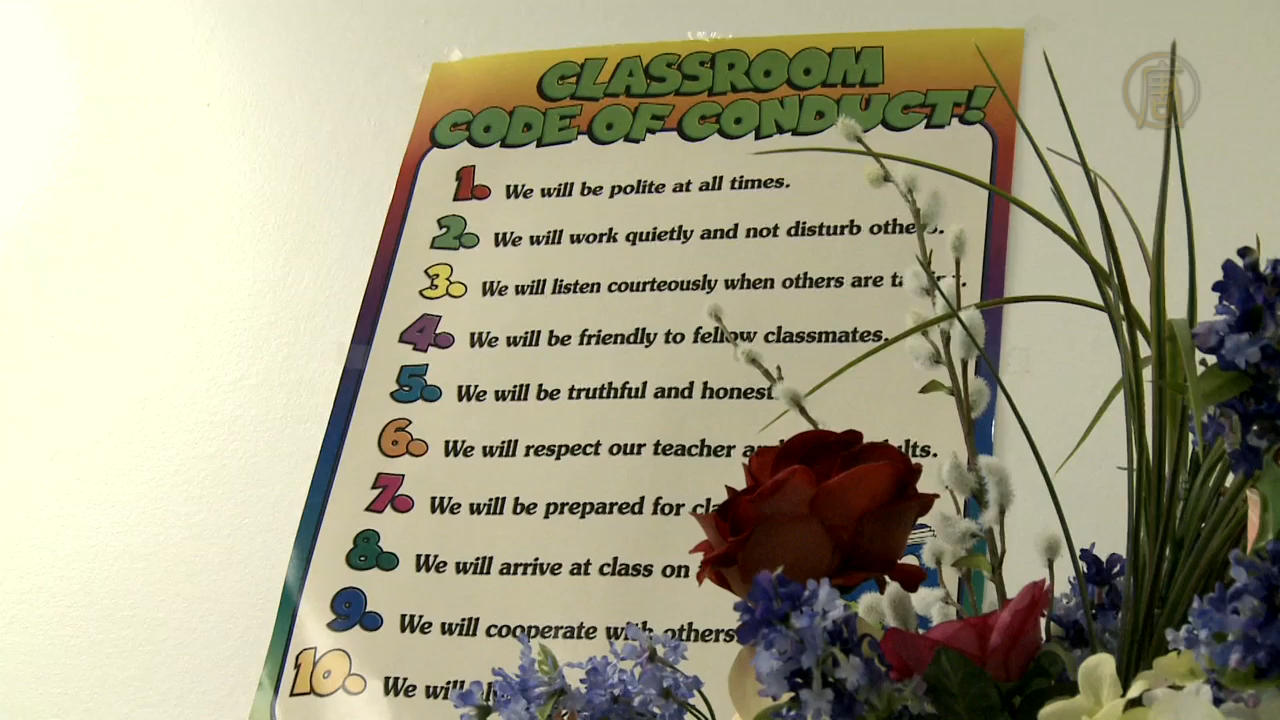 CLASSROOM
CODE OF CONDUCT!
1. We will be polite at all times.
2. We will work quietly and not disturb others.
3. We will listen courteously when others are
4. We will be friendly to fellow classmates.
5. We will be truthful and honest
6. We will respect our teacher
7. We will be prepared for
8. We will arrive at class on
9. We will cooperate with others
10. We will
唐